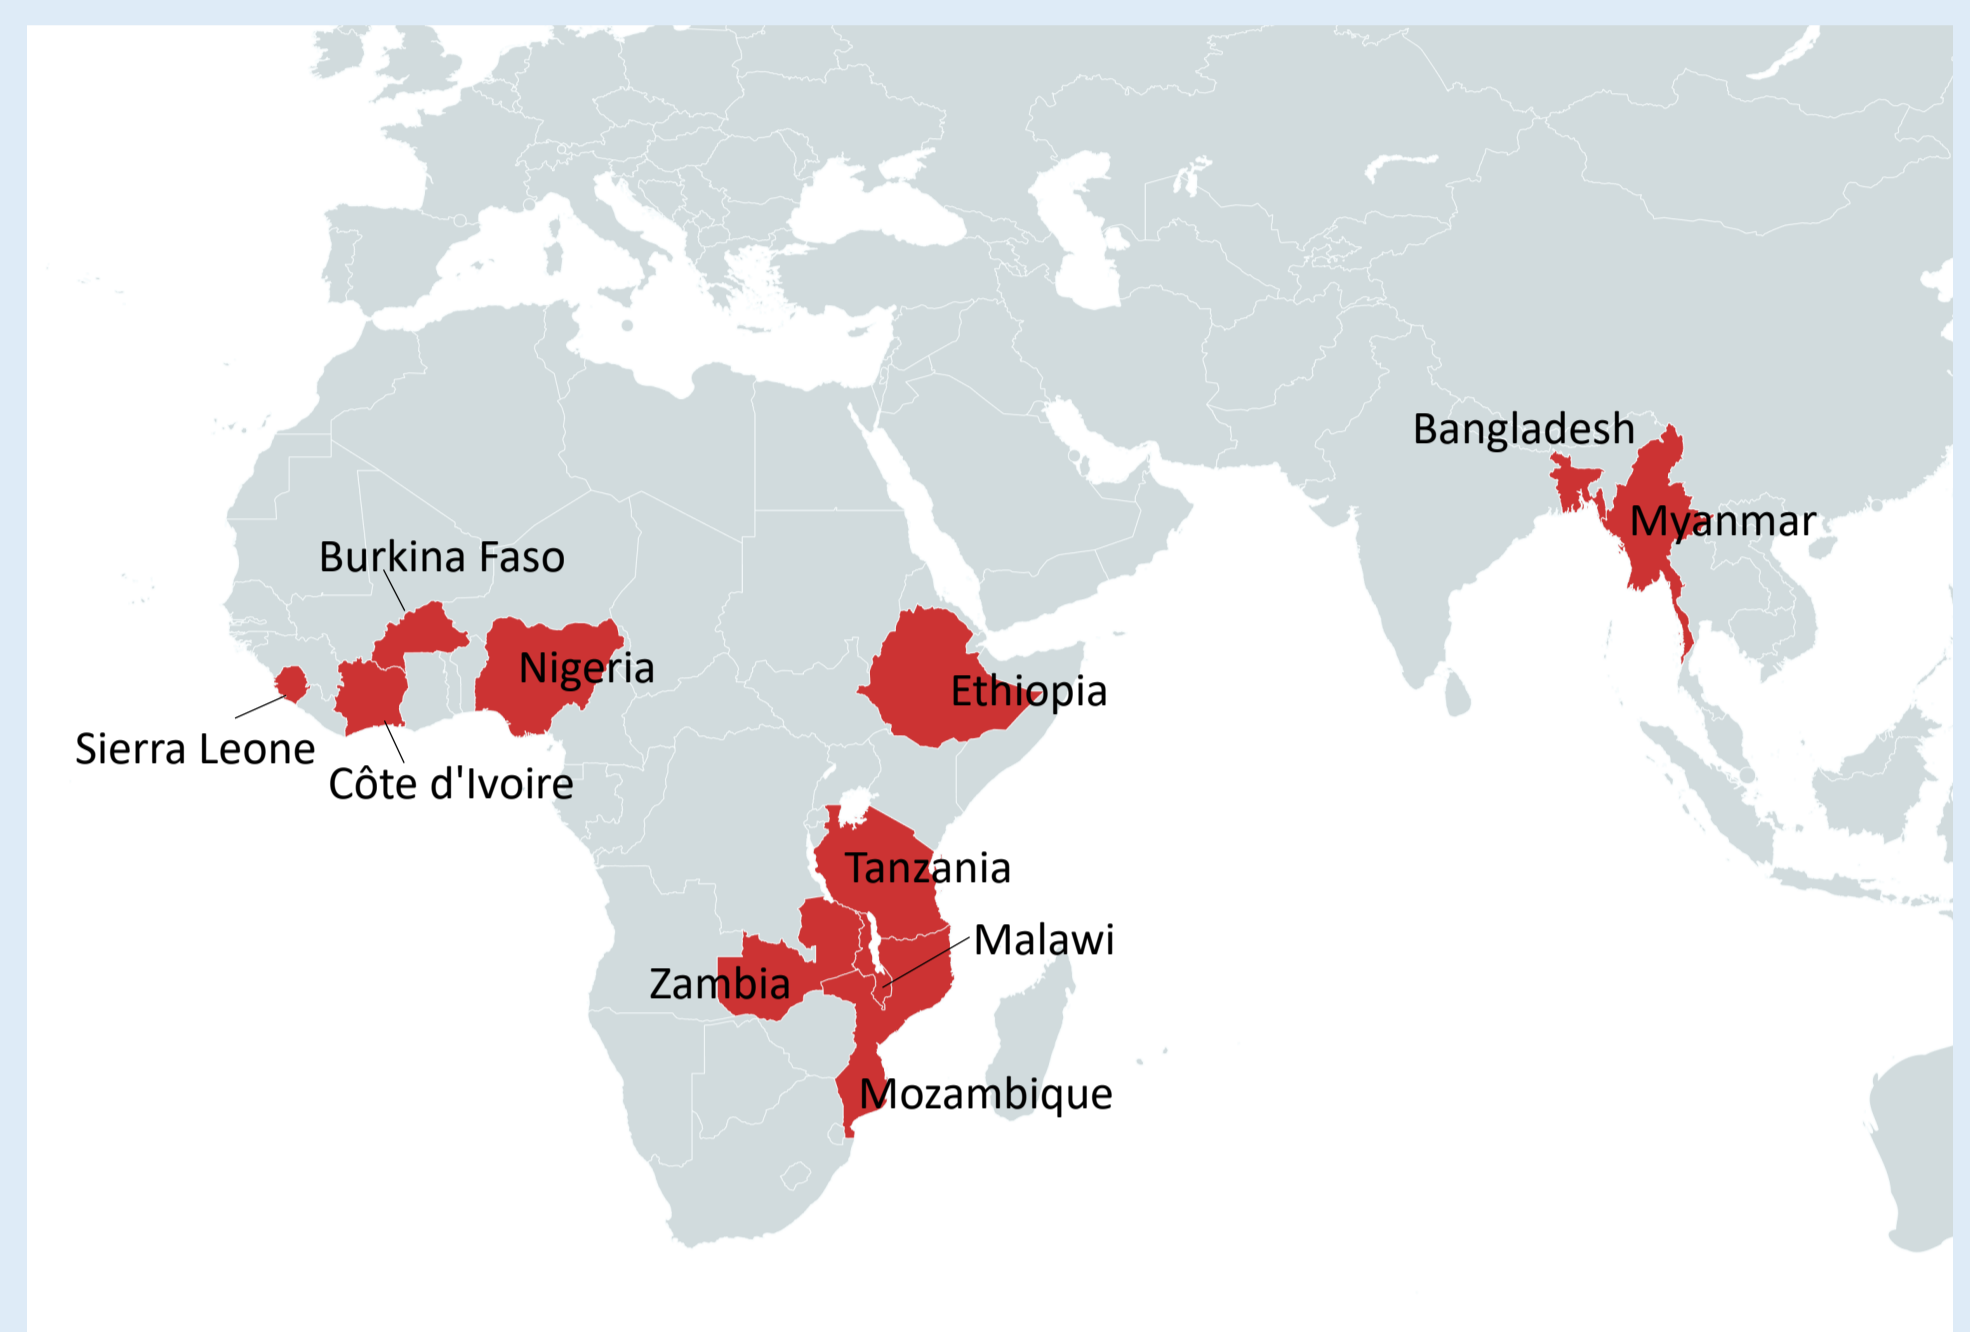 Bangladesh
Myanmar
Burkina Faso
Nigeria
Ethiopia
Sierra Leone
Côte d'Ivoire
Tanzania
Malawi
Zambia
Mozambique